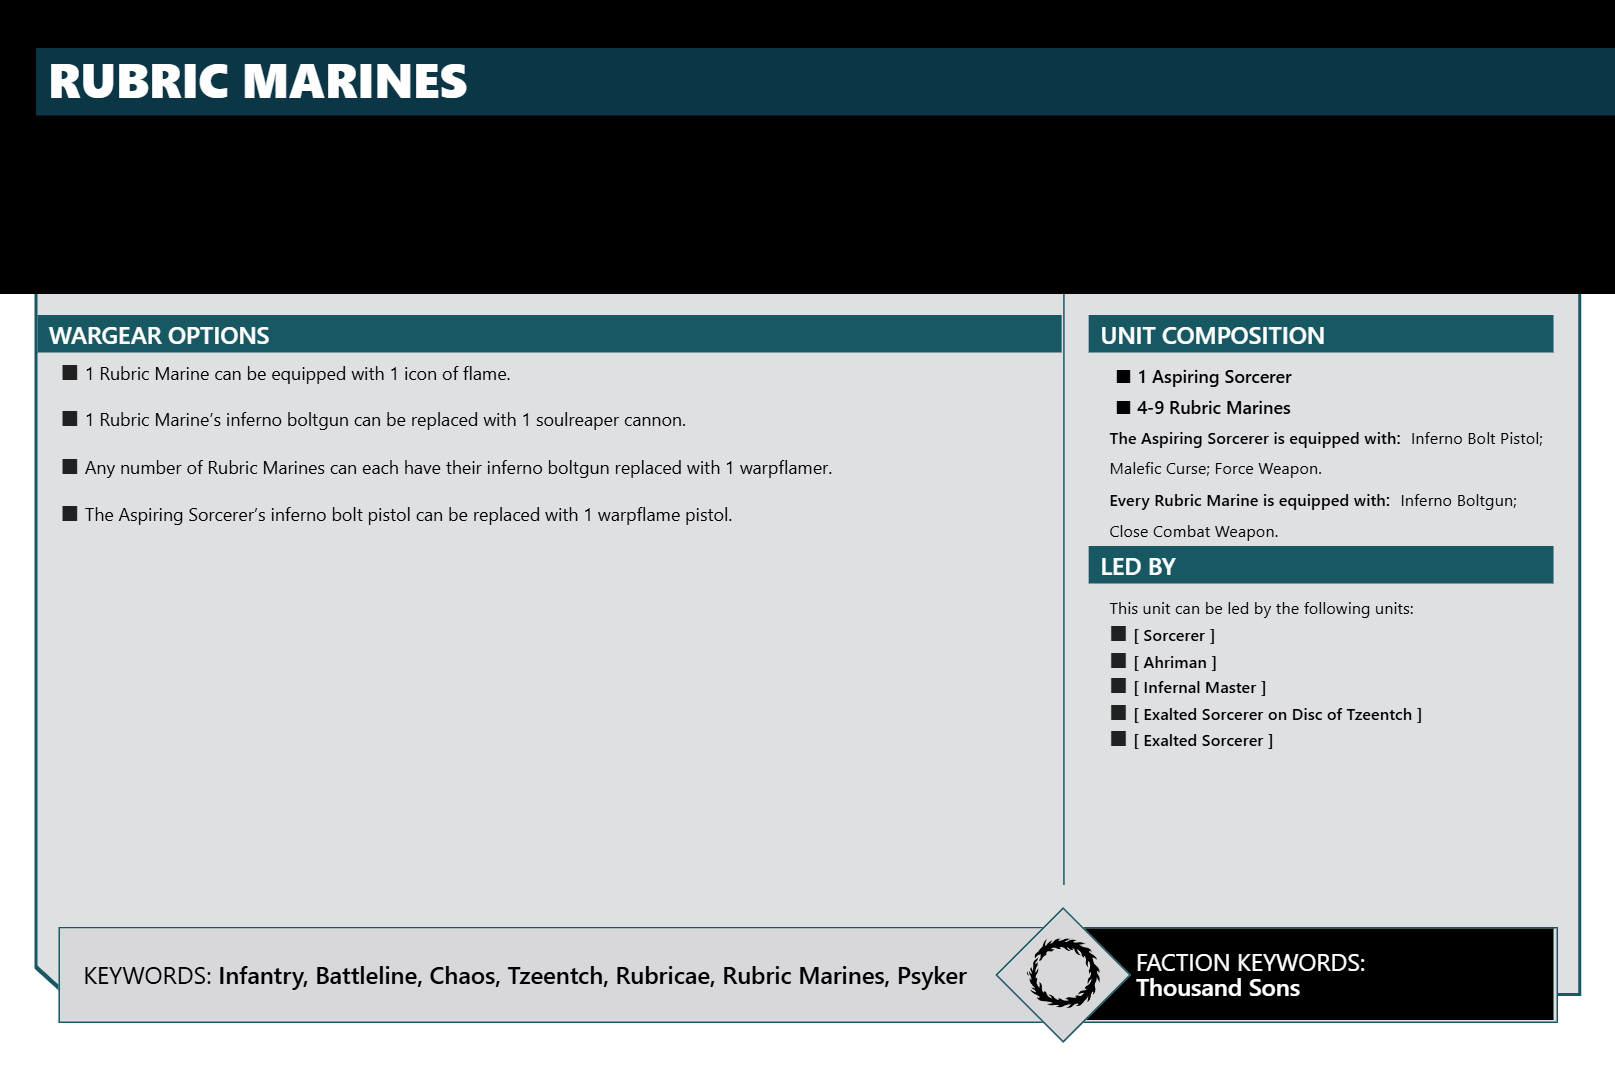 RUBRIC MARINES
WARGEAR OPTIONS
1 Rubric Marine can be equipped with 1 icon of flame.
1 Rubric Marine’s inferno boltgun can be replaced with 1 soulreaper cannon.
Any number of Rubric Marines can each have their inferno boltgun replaced with 1 warpflamer.
The Aspiring Sorcerer’s inferno bolt pistol can be replaced with 1 warpflame pistol.
UNIT COMPOSITION
1 Aspiring Sorcerer
4-9 Rubric Marines
The Aspiring Sorcerer is equipped with: Inferno Bolt Pistol;
Malefic Curse; Force Weapon.
Every Rubric Marine is equipped with: Inferno Boltgun;
Close Combat Weapon.
LED BY
This unit can be led by the following units:
[ Sorcerer ]
[ Ahriman ]
[ Infernal Master ]
[ Exalted Sorcerer on Disc of Tzeentch ]
[ Exalted Sorcerer ]
KEYWORDS: Infantry, Battleline, Chaos, Tzeentch, Rubricae, Rubric Marines, Psyker
FACTION KEYWORDS:
Thousand Sons